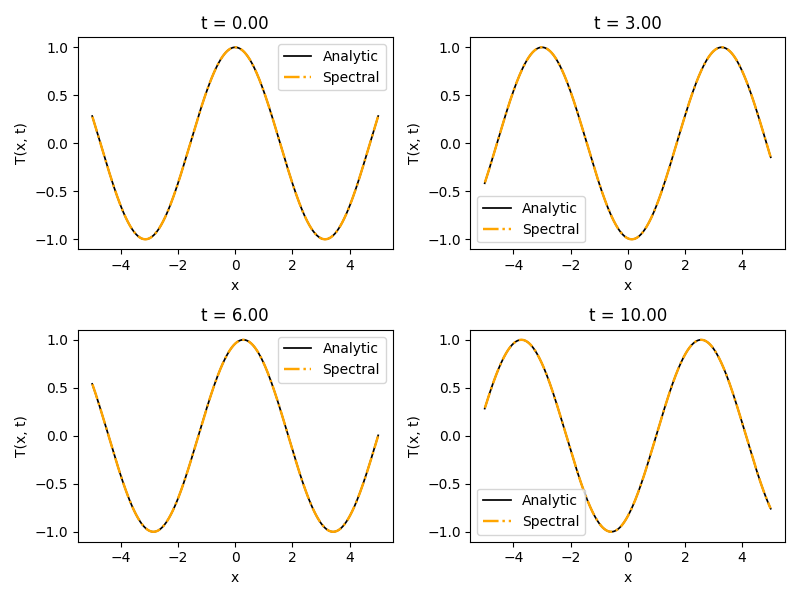 t = 0.00
T(x, t)
1.0
0.5
0.0
−0.5
−1.0
Analytic
Spectral
−4 −2 0 2 4
x
t = 3.00
T(x, t)
1.0
0.5
0.0
−0.5
−1.0
Analytic
Spectral
−4 −2 0 2 4
x
t = 6.00
T(x, t)
1.0
0.5
0.0
−0.5
−1.0
Analytic
Spectral
−4 −2 0 2 4
x
t = 10.00
T(x, t)
1.0
0.5
0.0
−0.5
−1.0
Analytic
Spectral
−4 −2 0 2 4
x